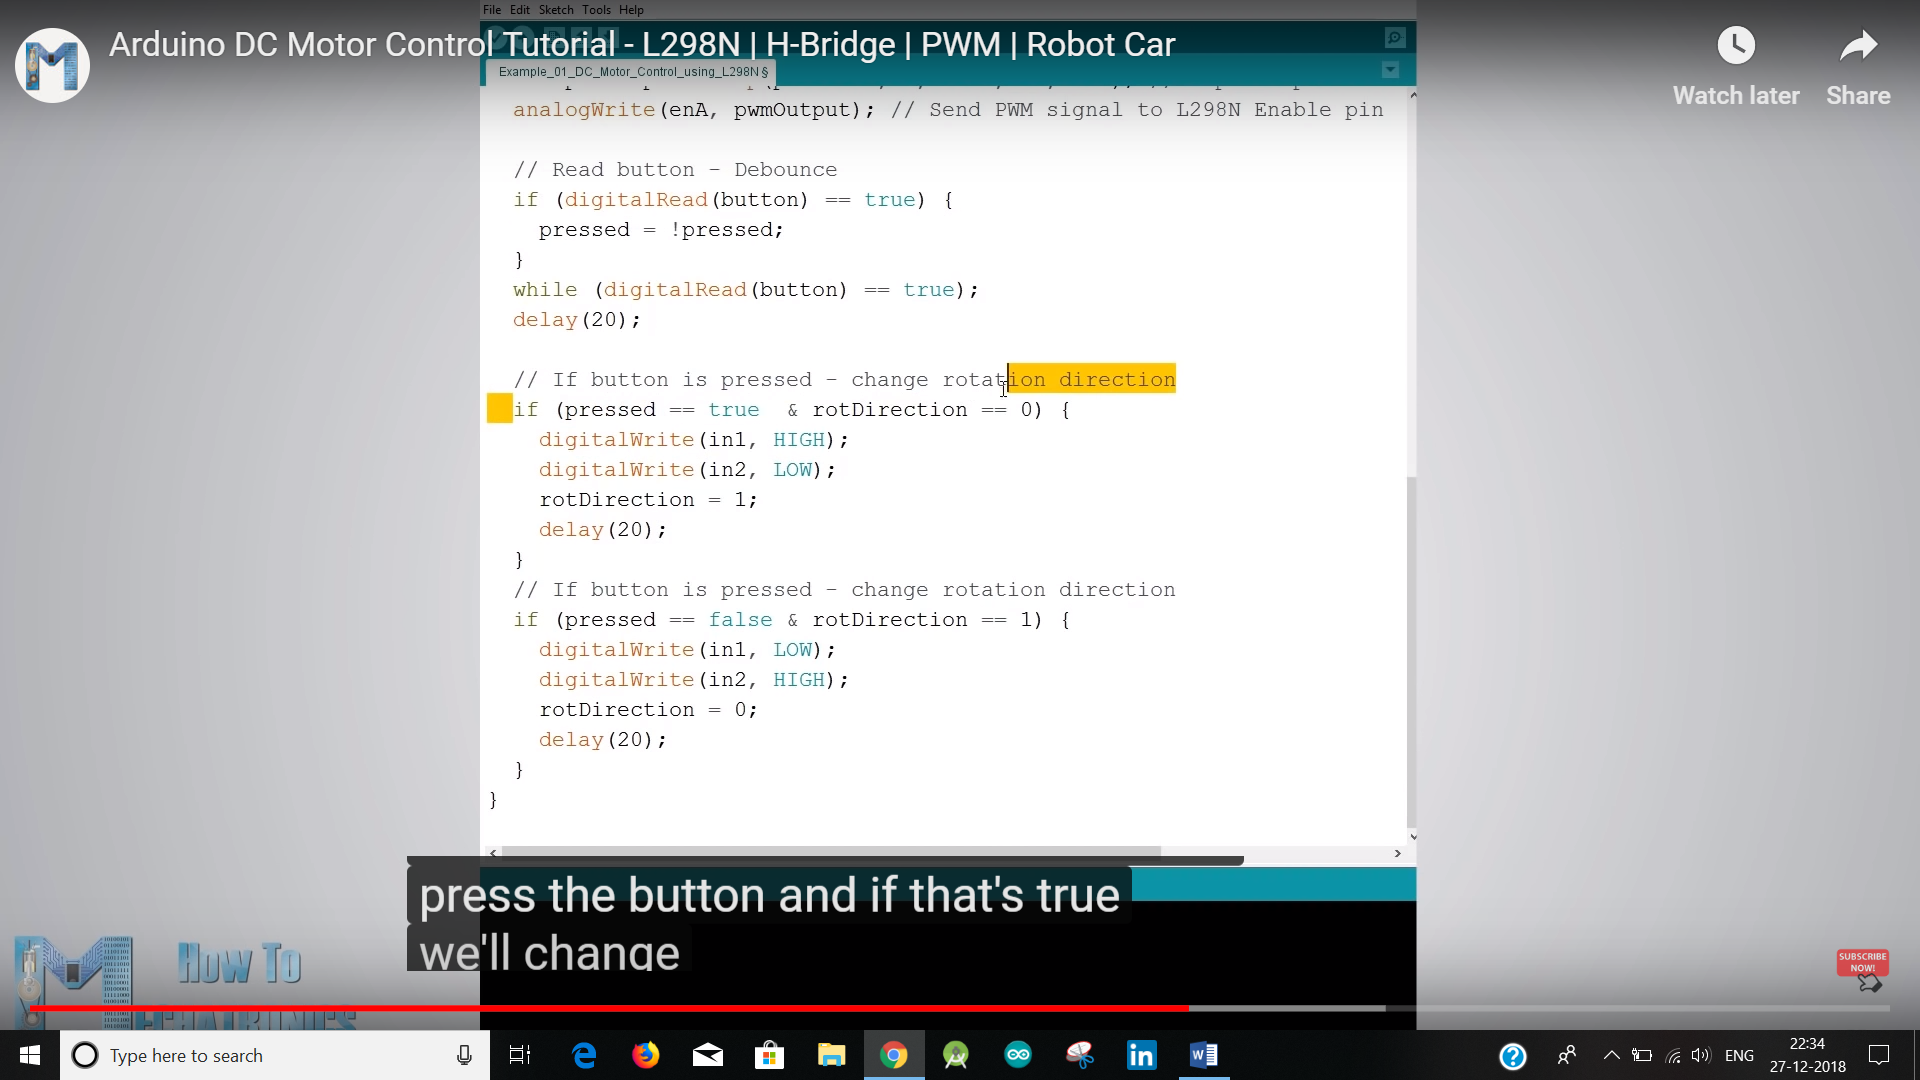 File Edit Sketch Tools Help
Arduino DC Motor Control Tutorial - L298N | H-Bridge | PWM | Robot Car
Watch later
Share
Example_01_DC_Motor_Control_using_L298N §
analogWrite(enA, pwmOutput); // Send PWM signal to L298N Enable pin
// Read button - Debounce
if (digitalRead(button) == true) {
pressed = !pressed;
}
while (digitalRead(button) == true);
delay(20);
// If button is pressed - change rotation direction
if (pressed == true  & rotDirection == 0) {
digitalWrite(in1, HIGH);
digitalWrite(in2, LOW);
rotDirection = 1;
delay(20);
}
// If button is pressed - change rotation direction
if (pressed == false & rotDirection == 1) {
digitalWrite(in1, LOW);
digitalWrite(in2, HIGH);
rotDirection = 0;
delay(20);
}
}
press the button and if that's true
we'll change
How To
SUBSCRIBE
NOW!
Type here to search
ENG
22:34
27-12-2018